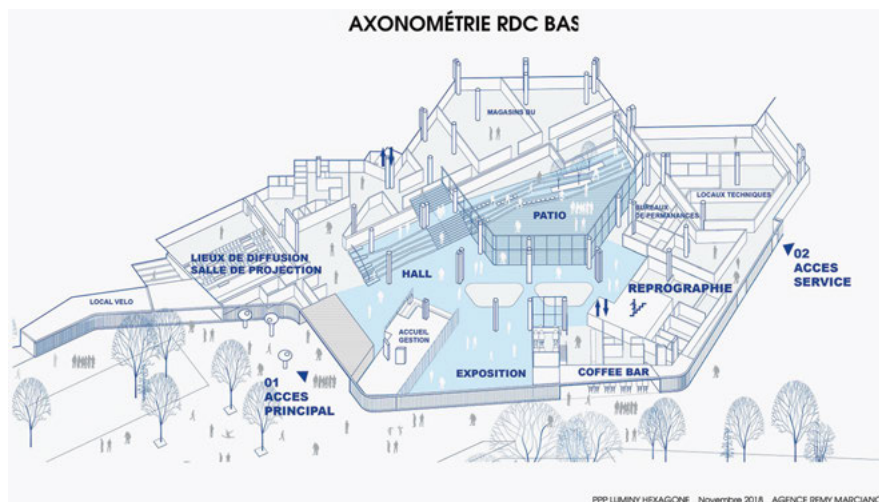 AXONOMÉTRIE RDC BAS
MAGASINS BU
LOCAUX TECHNIQUES
BUREAUX
DE PERMANANCES
PATIO
LIEUX DE DIFFUSION
SALLE DE PROJECTION
HALL
REPROGRAPHIE
02
ACCES
SERVICE
LOCAL VELO
ACCUEIL
GESTION
EXPOSITION
COFFEE BAR
01
ACCES
PRINCIPAL
PPP LUMINY HEXAGONE Novembre 2018 AGENCE REMY MARCIANO